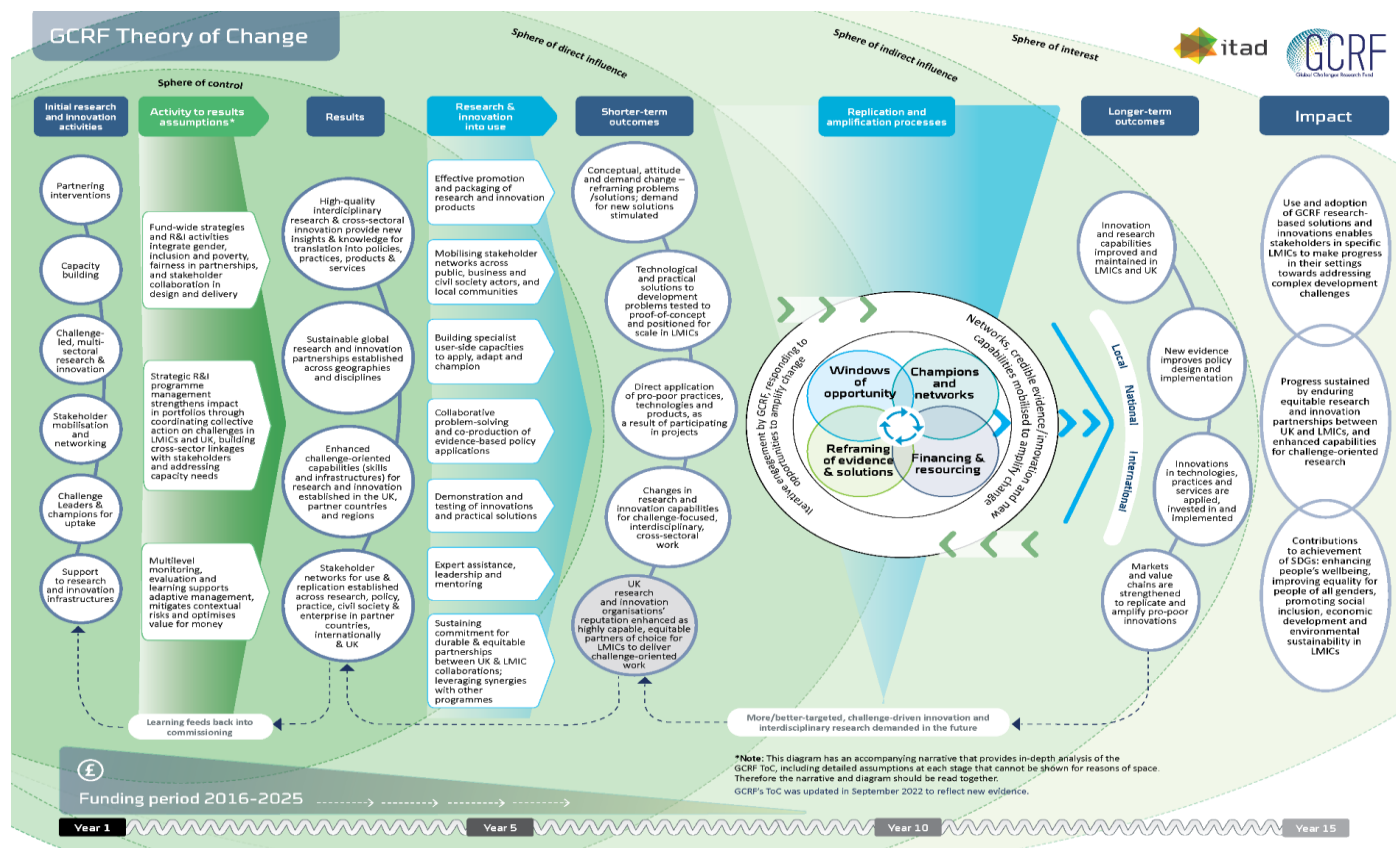 GCRF Theory of Change
Sphere of control
Sphere of direct influence
Sphere of indirect influence
Sphere of interest
itad
GCRF
Global Challenges Research Fund
Initial research
and innovation
activities
Partnering
interventions
Capacity
building
Challenge-
led, multi-
sectoral
research &
innovation
Stakeholder
mobilisation
and
networking
Challenge
Leaders &
champions for
uptake
Support
to research
and innovation
infrastructures
Activity to results
assumptions*
Fund-wide strategies
and R&I activities
integrate gender,
inclusion and poverty,
fairness in partnerships,
and stakeholder
collaboration in
design and delivery
Strategic R&I
programme
management
strengthens impact
in portfolios through
coordinating collective
action on challenges in
LMICs and UK, building
cross-sector linkages
with stakeholders
and addressing
capacity needs
Multilevel
monitoring,
evaluation and
learning supports
adaptive management,
mitigates contextual
risks and optimises
value for money
Results
High-quality
interdiciplinary
research & cross-sectoral
innovation provide new
insights & knowledge for
translation into policies,
practices, products &
services
Sustainable global
research and innovation
partnerships established
across geographies
and disciplines
Enhanced
challenge-oriented
capabilities (skills
and infrastructures) for
research and innovation
established in the UK,
partner countries
and regions
Stakeholder
networks for use &
replication established
across research, policy,
practice, civil society &
enterprise in partner
countries,
internationally
& UK
Research &
innovation
into use
Effective promotion
and packaging of
research and innovation
products
Mobilising stakeholder
networks across
public, business and
civil society actors, and
local communities
Building specialist
user-side capacities
to apply, adapt and
champion
Collaborative
problem-solving
and co-production of
evidence-based policy
applications
Demonstration and
testing of innovations
and practical solutions
Expert assistance,
leadership and
mentoring
Sustaining
commitment for
durable & equitable
partnerships
between UK & LMIC
collaborations;
leveraging synergies
with other
programmes
Shorter-term
outcomes
Conceptual, attitude
and demand change –
reframing problems
/solutions; demand
for new solutions
stimulated
Technological
and practical
solutions to
development
problems tested to
proof-of-concept
and positioned for
scale in LMICs
Direct application
of pro-poor practices,
technologies and
products, as
a result of participating
in projects
Changes in
research and
innovation capabilities
for challenge-focused,
interdisciplinary,
cross-sectoral
work
UK
research and
innovation
organisations'
reputation enhanced as
highly capable, equitable
partners of choice for
LMICs to deliver
challenge-oriented
work
Replication and
amplification processes
Iterative engagement by GCRF, responding to
opportunities to amplify change
Networks, credible evidence/innovation and new
capabilities mobilised to amplify change
Windows
of
opportunity
Champions
and
networks
Reframing
of evidence
& solutions
Financing &
resourcing
Local National International
Longer-term
outcomes
Innovation
and research
capabilities
improved and
maintained in
LMICs and UK
New evidence
improves policy
design and
implementation
Innovations
in technologies,
practices and
services are
applied,
invested in and
implemented
Markets
and value
chains are
strengthened
to replicate and
amplify pro-poor
innovations
Impact
Use and adoption
of GCRF research-
based solutions and
innovations enables
stakeholders in specific
LMICs to make progress
in their settings
towards addressing
complex development
challenges
Progress sustained
by enduring
equitable research
and innovation
partnerships between
UK and LMICs, and
enhanced capabilities
for challenge-oriented
research
Contributions
to achievement
of SDGs: enhancing
people's wellbeing,
improving equality for
people of all genders,
promoting social
inclusion, economic
development and
environmental
sustainability in
LMICs
Learning feeds back into
commissioning
More/better-targeted, challenge-driven innovation and
interdisciplinary research demanded in the future
*Note: This diagram has an accompanying narrative that provides in-depth analysis of the
GCRF ToC, including detailed assumptions at each stage that cannot be shown for reasons of space.
Therefore the narrative and diagram should be read together.
GCRF's ToC was updated in September 2022 to reflect new evidence.
£
Funding period 2016-2025
Year 1
Year 5
Year 10
Year 15